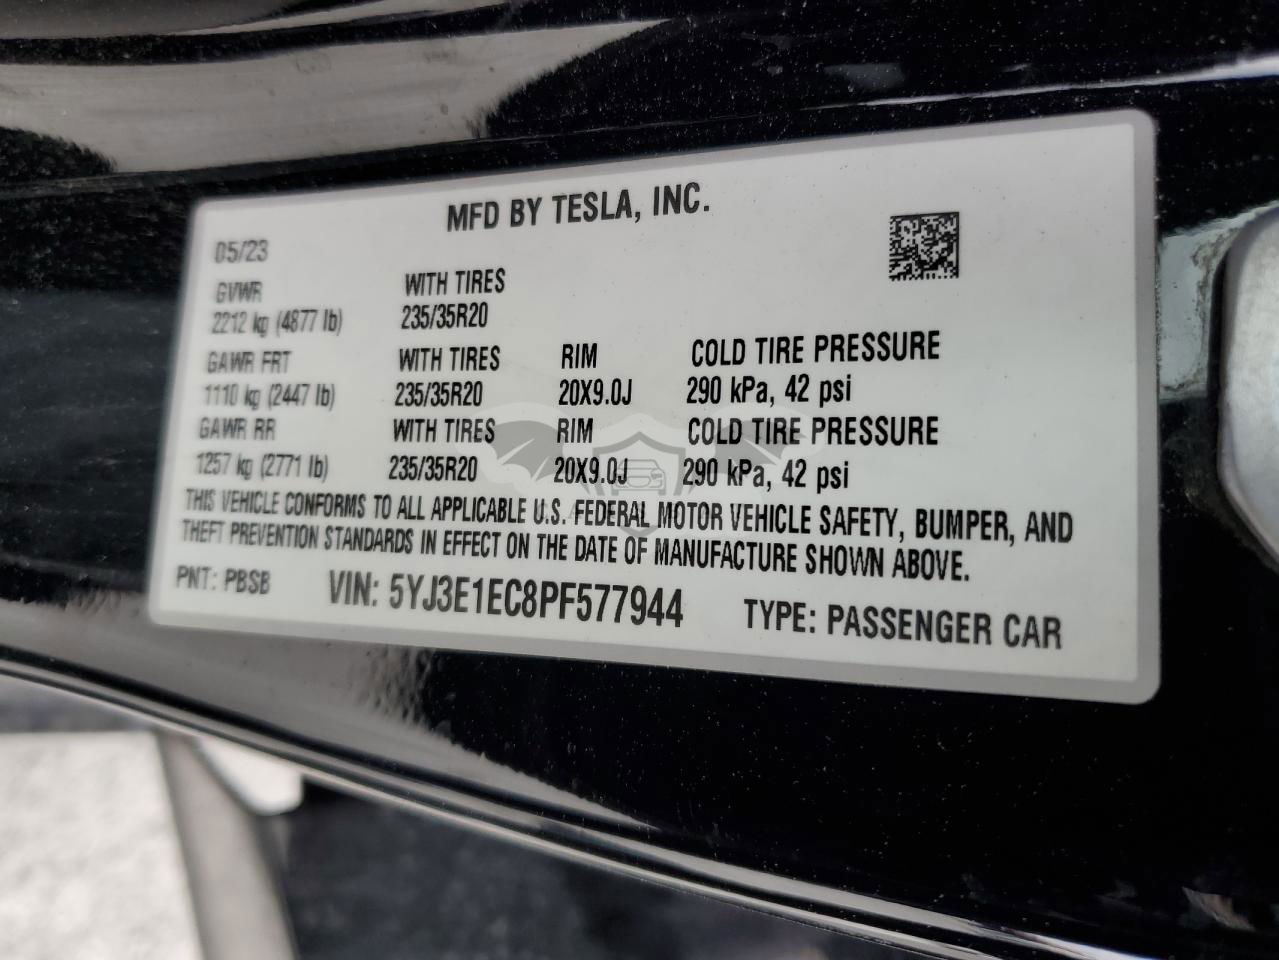 MFD BY TESLA, INC.
05/23
GVWR WITH TIRES
2212 kg (4877 lb) 235/35R20
GAWR FRT WITH TIRES RIM COLD TIRE PRESSURE
1110 kg (2447 lb) 235/35R20 20X9.0J 290 kPa, 42 psi
GAWR RR WITH TIRES RIM COLD TIRE PRESSURE
1257 kg (2771 lb) 235/35R20 20X9.0J 290 kPa, 42 psi
THIS VEHICLE CONFORMS TO ALL APPLICABLE U.S. FEDERAL MOTOR VEHICLE SAFETY, BUMPER, AND
THEFT PREVENTION STANDARDS IN EFFECT ON THE DATE OF MANUFACTURE SHOWN ABOVE.
PNT: PBSB VIN: 5YJ3E1EC8PF577944 TYPE: PASSENGER CAR